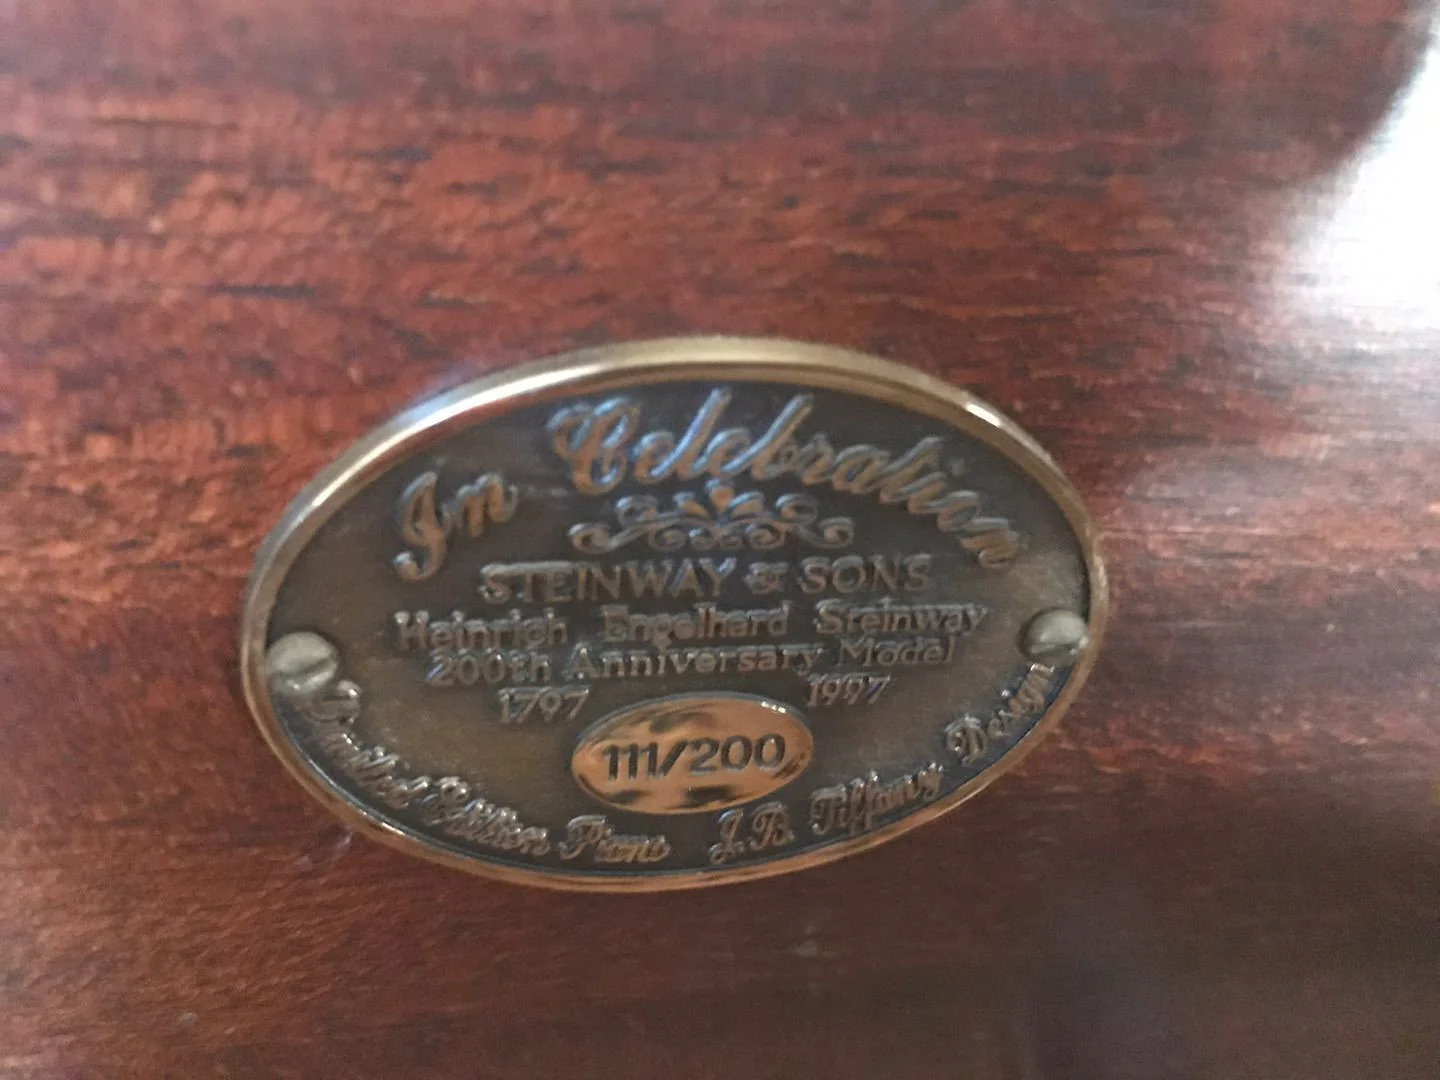 In Celebration
STEINWAY & SONS
Heinrich Engelhard Steinway
200th Anniversary Model
1797 1997
111/200
Limited Edition Piano J.B. Tiffany Design